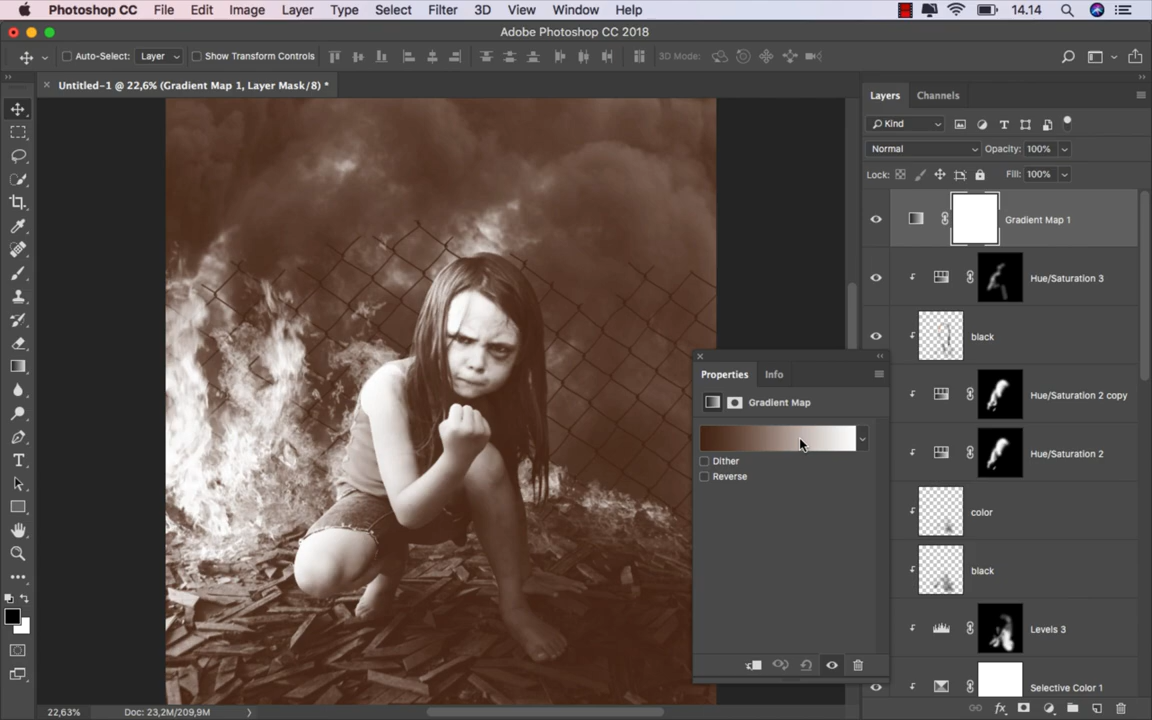 Photoshop CC File Edit Image Layer Type Select Filter 3D View Window Help 14.14
Adobe Photoshop CC 2018
Auto-Select: Layer Show Transform Controls 3D Mode:
Untitled-1 @ 22,6% (Gradient Map 1, Layer Mask/8) *
Layers Channels
Kind
Normal Opacity: 100%
Lock: Fill: 100%
Gradient Map 1
Hue/Saturation 3
black
Properties Info
Gradient Map
Dither
Reverse
Hue/Saturation 2 copy
Hue/Saturation 2
color
black
Levels 3
Selective Color 1
22,63% Doc: 23,2M/209,9M